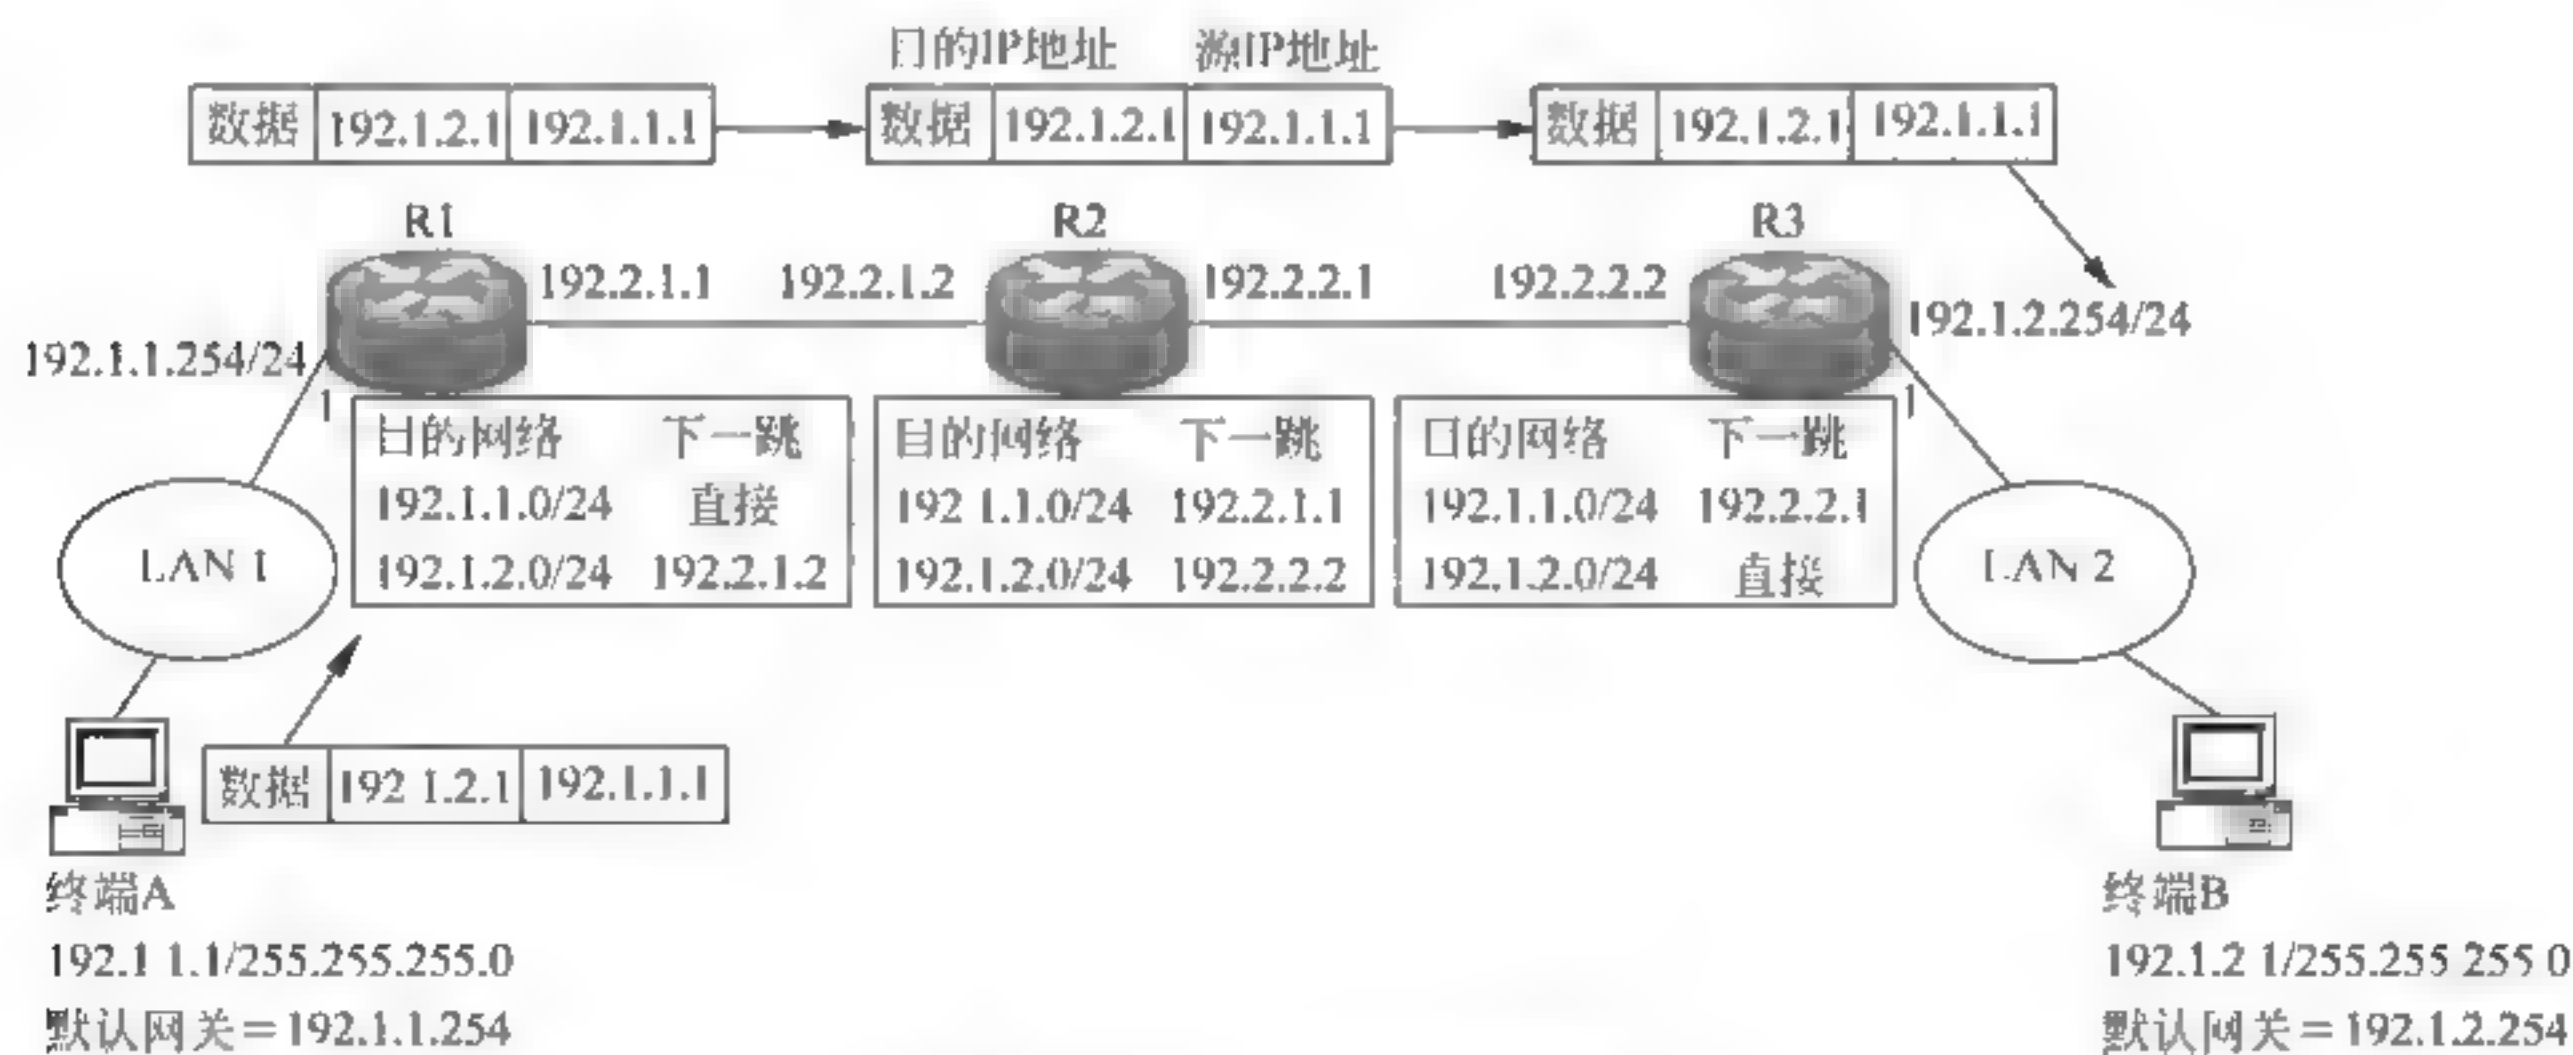 目的IP地址 源IP地址
数据 192.1.2.1 192.1.1.1 数据 192.1.2.1 192.1.1.1 数据 192.1.2.1 192.1.1.1
R1 R2 R3
192.2.1.1 192.2.1.2 192.2.2.1 192.2.2.2
192.1.1.254/24 192.1.2.254/24
1 1
目的网络 下一跳
192.1.1.0/24 直接
192.1.2.0/24 192.2.1.2
目的网络 下一跳
192 1.1.0/24 192.2.1.1
192.1.2.0/24 192.2.2.2
目的网络 下一跳
192.1.1.0/24 192.2.2.1
192.1.2.0/24 直接
LAN 1 LAN 2
数据 192 1.2.1 192.1.1.1
终端A
192.1 1.1/255.255.255.0
默认网关=192.1.1.254
终端B
192.1.2 1/255.255 255 0
默认网关=192.1.2.254